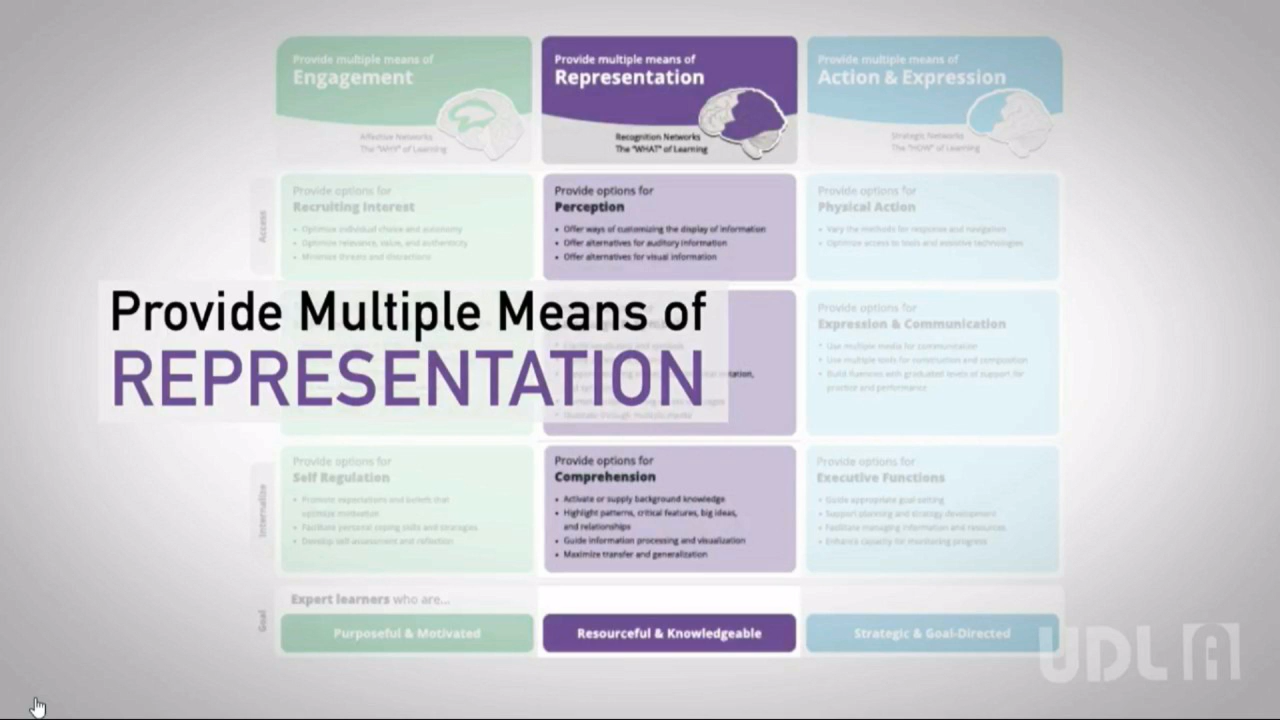 Provide multiple means of
Engagement
Affective Networks
The "WHY" of Learning
Provide multiple means of
Representation
Recognition Networks
The "WHAT" of Learning
Provide multiple means of
Action & Expression
Strategic Networks
The "HOW" of Learning
Access
Provide options for
Recruiting Interest
• Optimize individual choice and autonomy
• Optimize relevance, value, and authenticity
• Minimize threats and distractions
Provide options for
Perception
• Offer ways of customizing the display of information
• Offer alternatives for auditory information
• Offer alternatives for visual information
Provide options for
Physical Action
• Vary the methods for response and navigation
• Optimize access to tools and assistive technologies
Provide Multiple Means of
REPRESENTATION
Provide options for
Expression & Communication
• Use multiple media for communication
• Use multiple tools for construction and composition
• Build fluencies with graduated levels of support for
practice and performance
Internalize
Provide options for
Self Regulation
• Promote expectations and beliefs that
optimize motivation
• Facilitate personal coping skills and strategies
• Develop self-assessment and reflection
Provide options for
Comprehension
• Activate or supply background knowledge
• Highlight patterns, critical features, big ideas,
and relationships
• Guide information processing and visualization
• Maximize transfer and generalization
Provide options for
Executive Functions
• Guide appropriate goal-setting
• Support planning and strategy development
• Facilitate managing information and resources
• Enhance capacity for monitoring progress
Goal
Expert learners who are...
Purposeful & Motivated
Resourceful & Knowledgeable
Strategic & Goal-Directed
UDL